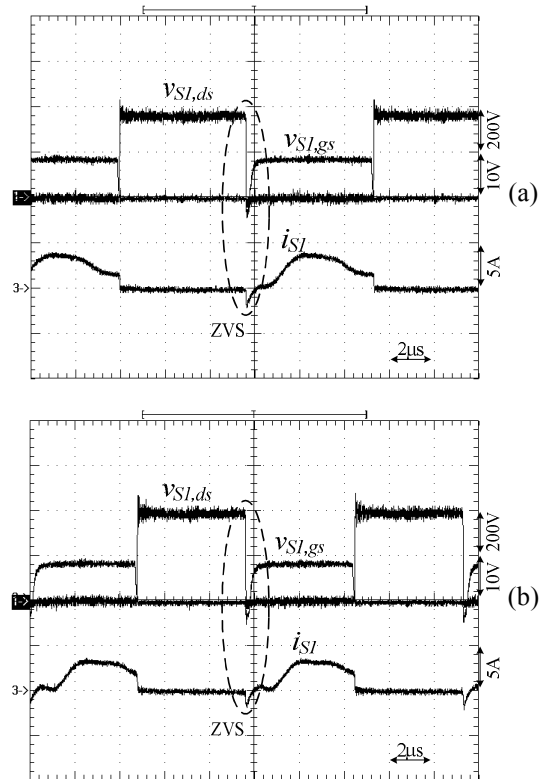 vS1,ds
vS1,gs
200V
10V
(a)
iS1
3
5A
ZVS
2μs
vS1,ds
vS1,gs
200V
10V
(b)
iS1
3
5A
ZVS
2μs